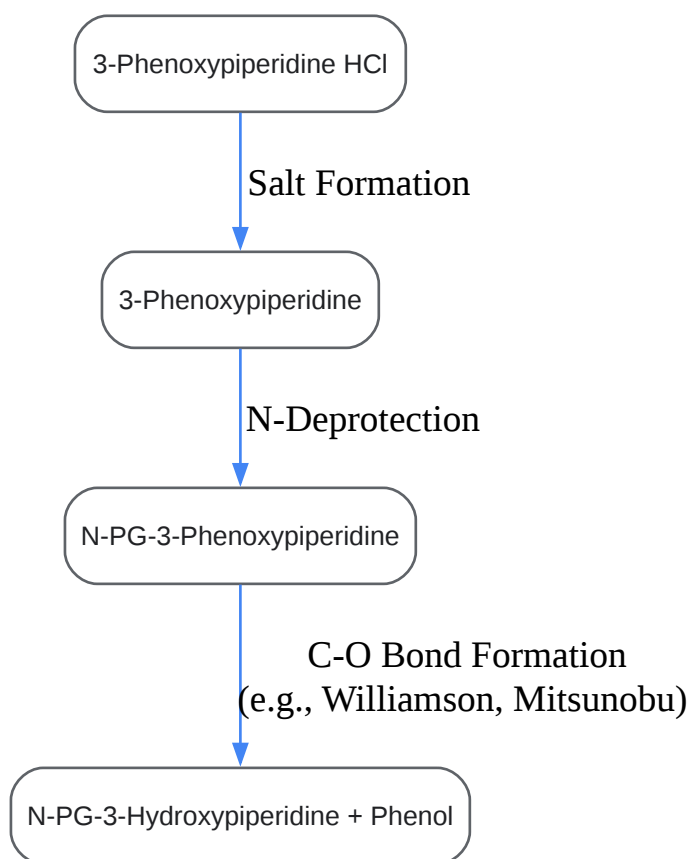 3-Phenoxypiperidine HCl
Salt Formation
3-Phenoxypiperidine
N-Deprotection
N-PG-3-Phenoxypiperidine
C-O Bond Formation
(e.g., Williamson, Mitsunobu)
N-PG-3-Hydroxypiperidine + Phenol